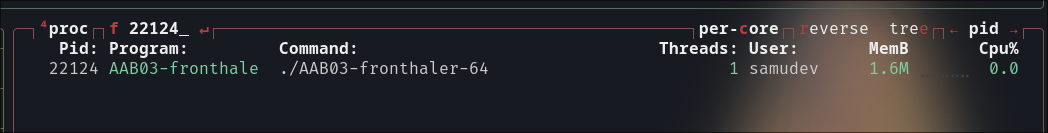 ⁴proc f 22124_ ↵ per-core reverse tree ← pid →
Pid: Program: Command: Threads: User: MemB Cpu%
22124 AAB03-fronthale ./AAB03-fronthaler-64 1 samudev 1.6M 0.0